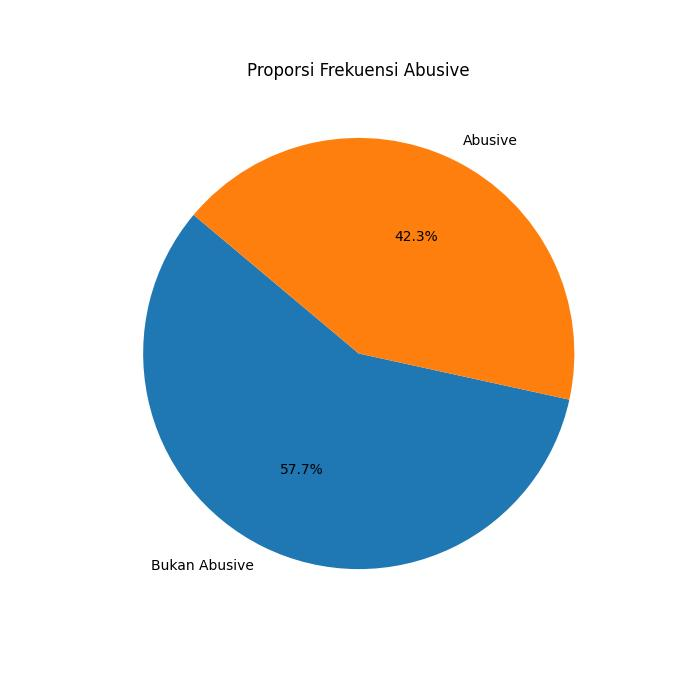 Proporsi Frekuensi Abusive
Abusive
42.3%
57.7%
Bukan Abusive